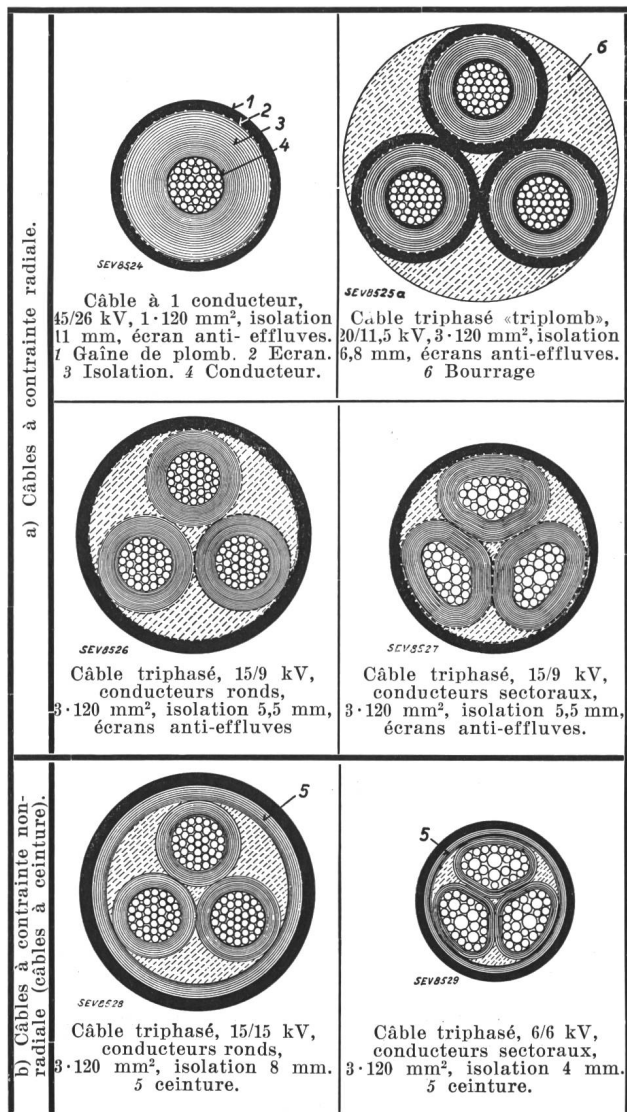 a) Câbles à contrainte radiale.
1
2
3
4
SEV8524
Câble à 1 conducteur,
45/26 kV, 1·120 mm², isolation
11 mm, écran anti- effluves.
1 Gaîne de plomb. 2 Ecran.
3 Isolation. 4 Conducteur.
6
SEV8525a
Câble triphasé «triplomb»,
20/11,5 kV, 3·120 mm², isolation
6,8 mm, écrans anti-effluves.
6 Bourrage
SEV8526
Câble triphasé, 15/9 kV,
conducteurs ronds,
3·120 mm², isolation 5,5 mm,
écrans anti-effluves
SEV8527
Câble triphasé, 15/9 kV,
conducteurs sectoraux,
3·120 mm², isolation 5,5 mm,
écrans anti-effluves.
b) Câbles à contrainte non-
radiale (câbles à ceinture).
5
SEV8528
Câble triphasé, 15/15 kV,
conducteurs ronds,
3·120 mm², isolation 8 mm.
5 ceinture.
5
SEV8529
Câble triphasé, 6/6 kV,
conducteurs sectoraux,
3·120 mm², isolation 4 mm.
5 ceinture.